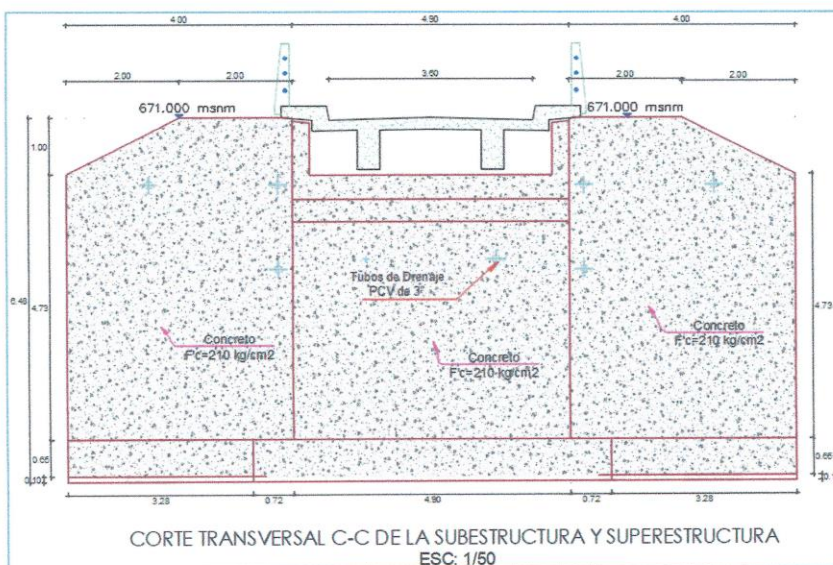 4.00 4.90 4.00
2.00 2.00 3.60 2.00 2.00
671.000 msnm 671.000 msnm
1.00
6.48
4.73
4.73
Tubos de Drenaje
PCV de 3"
Concreto
F'c=210 kg/cm2
Concreto
F'c=210 kg/cm2
Concreto
F'c=210 kg/cm2
0.65
0.10
3.28 0.72 4.90 0.72 3.28
CORTE TRANSVERSAL C-C DE LA SUBESTRUCTURA Y SUPERESTRUCTURA
ESC: 1/50